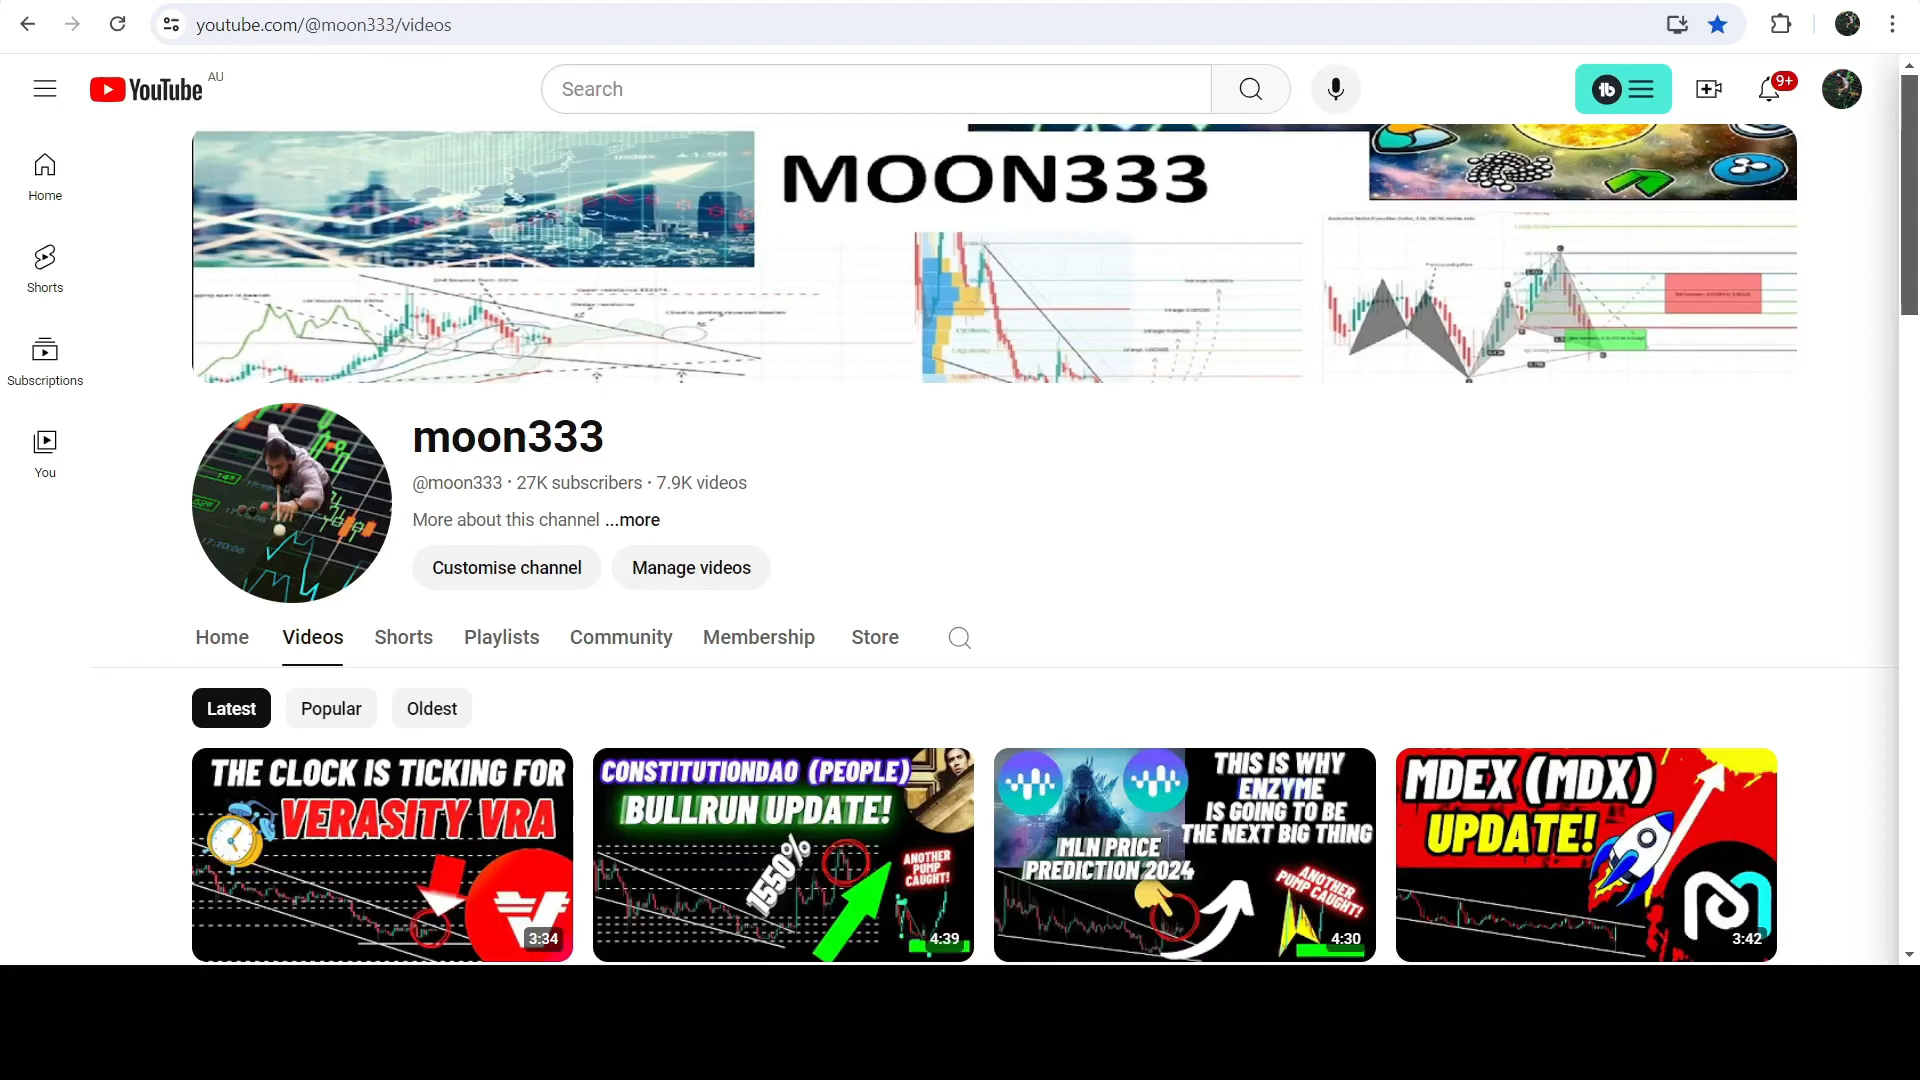 youtube.com/@moon333/videos
YouTube AU
Search
9+
Home
Shorts
Subscriptions
You
Index ▲1.56
MOON333
moon333
@moon333 · 27K subscribers · 7.9K videos
More about this channel ...more
Customise channel
Manage videos
Home
Videos
Shorts
Playlists
Community
Membership
Store
Latest
Popular
Oldest
THE CLOCK IS TICKING FOR
VERASITY VRA
3:34
CONSTITUTIONDAO (PEOPLE)
BULLRUN UPDATE!
1550%
ANOTHER
PUMP
CAUGHT!
4:39
THIS IS WHY
ENZYME
IS GOING TO BE
THE NEXT BIG THING
MLN PRICE
PREDICTION 2024
ANOTHER
PUMP CAUGHT!
4:30
MDEX (MDX)
UPDATE!
3:42